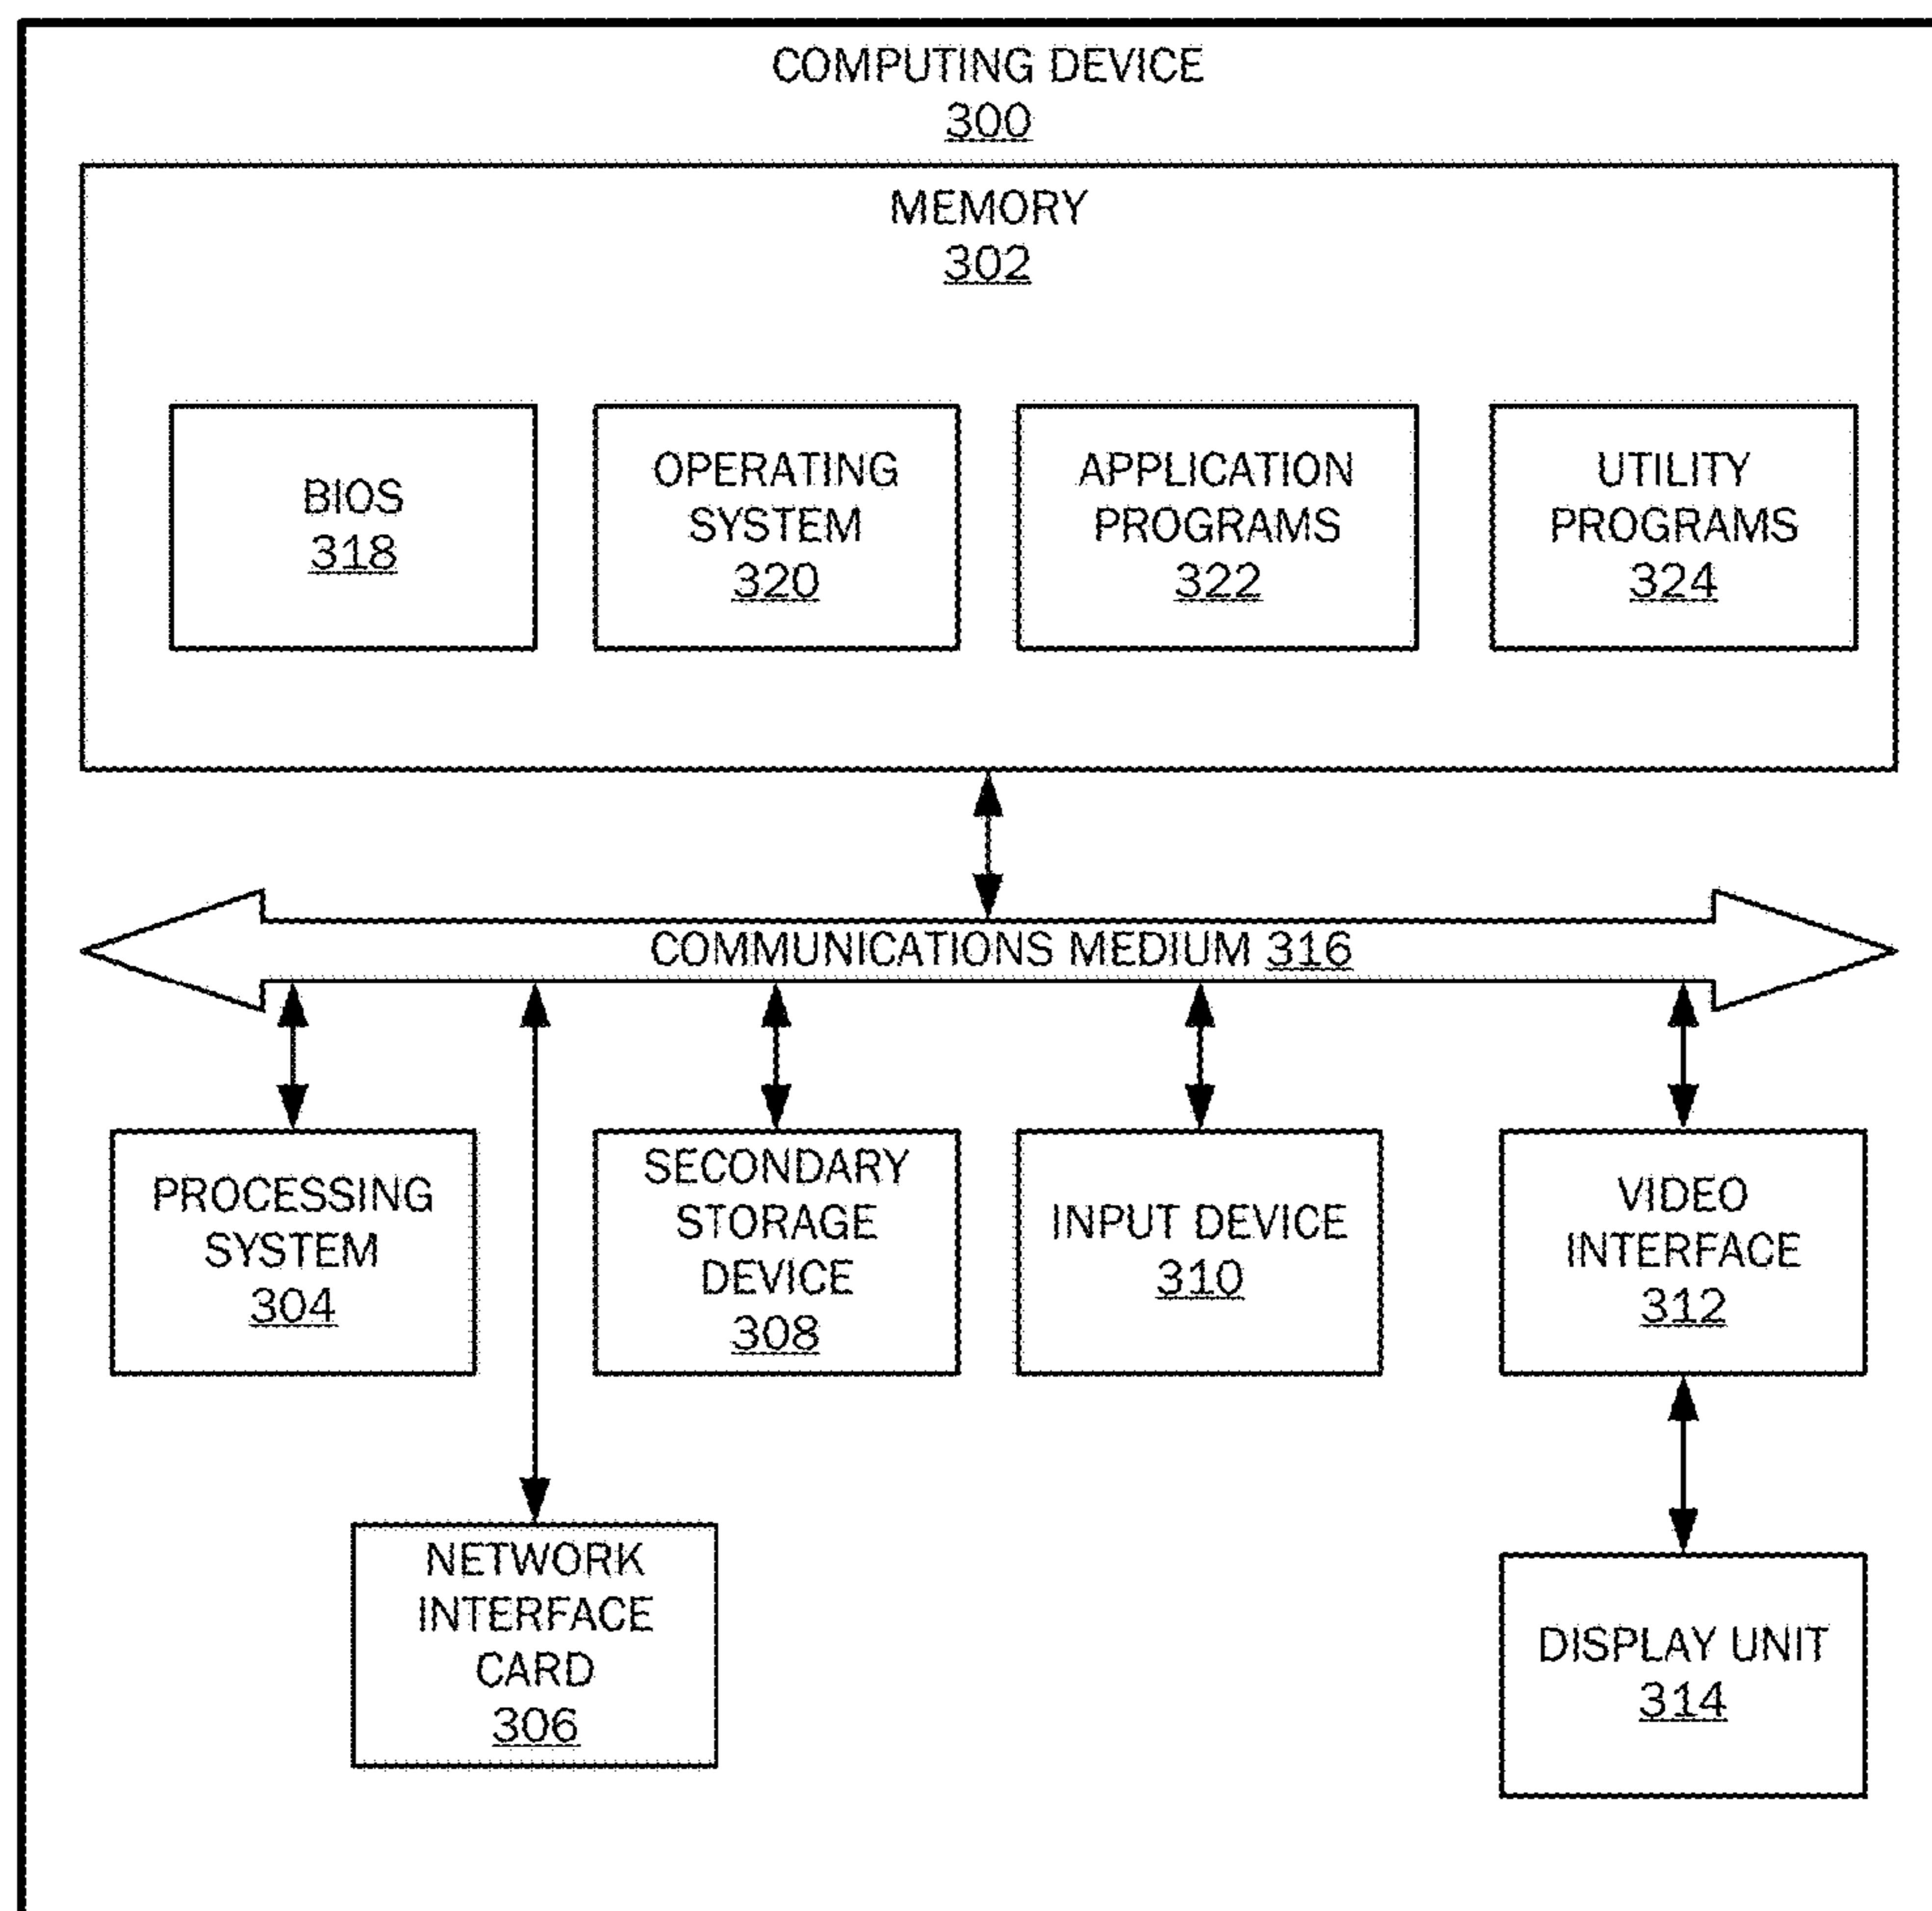 COMPUTING DEVICE
300
MEMORY
302
BIOS
318
OPERATING
SYSTEM
320
APPLICATION
PROGRAMS
322
UTILITY
PROGRAMS
324
COMMUNICATIONS MEDIUM 316
PROCESSING
SYSTEM
304
SECONDARY
STORAGE
DEVICE
308
INPUT DEVICE
310
VIDEO
INTERFACE
312
NETWORK
INTERFACE
CARD
306
DISPLAY UNIT
314